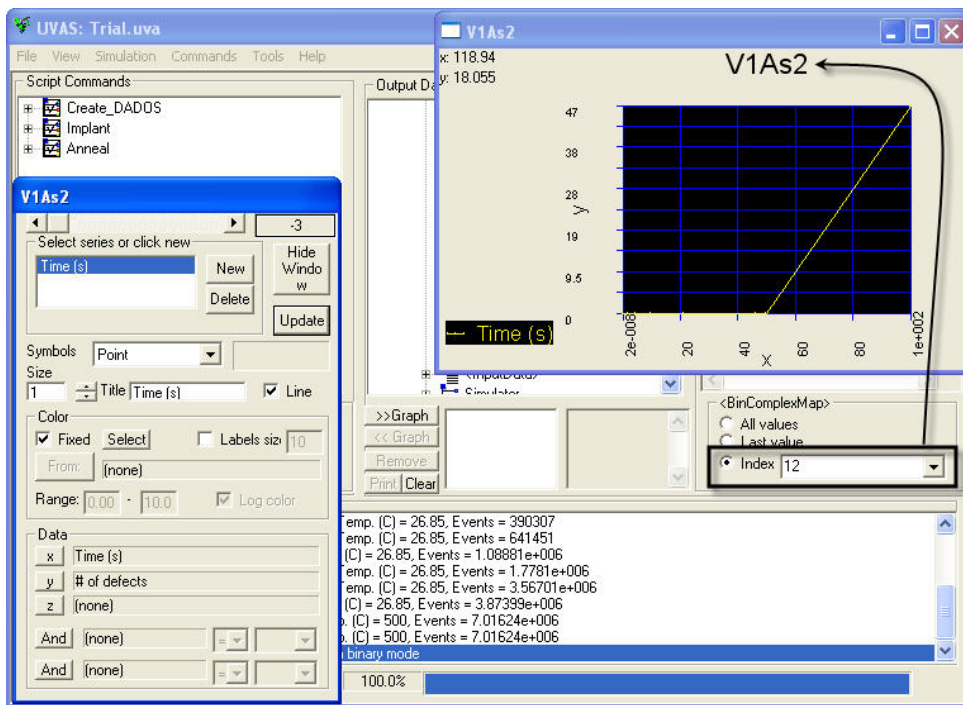 UVAS: Trial.uva
File View Simulation Commands Tools Help
Script Commands
Create_DADOS
Implant
Anneal
Output Da
V1As2
x: 118.94
y: 18.055
V1As2
47
38
28
19
9.5
0
y
2e-008
20
40
60
80
1e+002
X
Time (s)
V1As2
-3
Select series or click new
Time (s)
New
Delete
Hide
Windo
w
Update
Symbols
Point
Size
1
Title
Time (s)
Line
Color
Fixed
Select
Labels size
10
From:
(none)
Range:
0.00
-
10.0
Log color
Data
x
Time (s)
y
# of defects
z
(none)
And
(none)
=
And
(none)
=
<InputData>
Simulator
>>Graph
<< Graph
Remove
Print
Clear
<BinComplexMap>
All values
Last value
Index
12
Temp. (C) = 26.85, Events = 390307
Temp. (C) = 26.85, Events = 641451
(C) = 26.85, Events = 1.08881e+006
emp. (C) = 26.85, Events = 1.7781e+006
emp. (C) = 26.85, Events = 3.56701e+006
(C) = 26.85, Events = 3.87399e+006
. (C) = 500, Events = 7.01624e+006
. (C) = 500, Events = 7.01624e+006
binary mode
100.0%